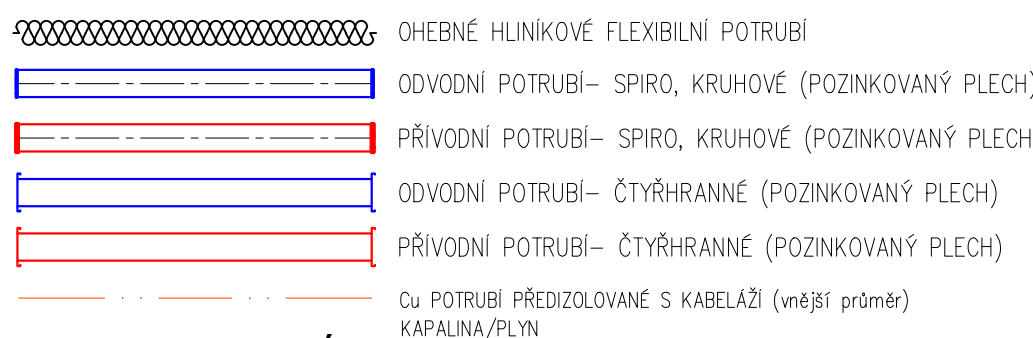 OHEBNÉ HLINÍKOVÉ FLEXIBILNÍ POTRUBÍ
ODVODNÍ POTRUBÍ– SPIRO, KRUHOVÉ (POZINKOVANÝ PLECH)
PŘÍVODNÍ POTRUBÍ– SPIRO, KRUHOVÉ (POZINKOVANÝ PLECH
ODVODNÍ POTRUBÍ– ČTYŘHRANNÉ (POZINKOVANÝ PLECH)
PŘÍVODNÍ POTRUBÍ– ČTYŘHRANNÉ (POZINKOVANÝ PLECH)
Cu POTRUBÍ PŘEDIZOLOVANÉ S KABELÁŽÍ (vnější průměr)
KAPALINA/PLYN